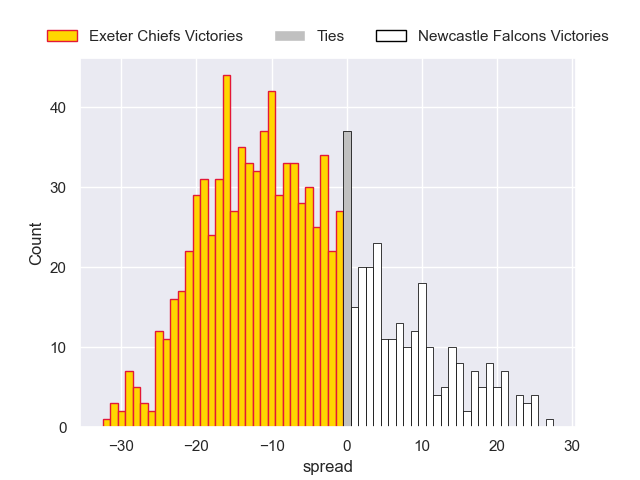 Exeter Chiefs Victories Ties Newcastle Falcons Victories
40
30
20
10
0
Count
−30 −20 −10 0 10 20 30
spread